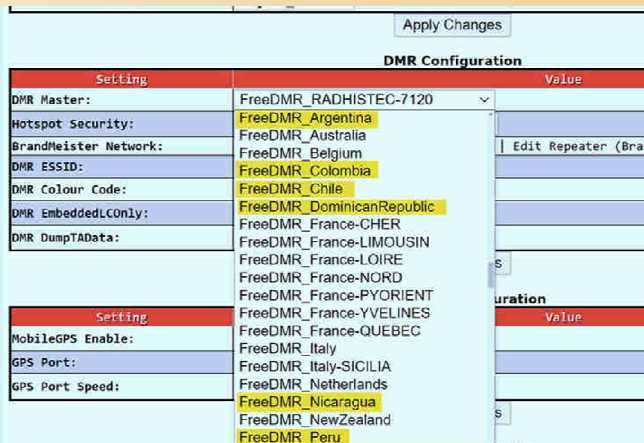 Apply Changes
DMR Configuration
Setting Value
DMR Master: FreeDMR_RADHISTEC-7120
Hotspot Security: FreeDMR_Argentina
FreeDMR_Australia
BrandMeister Network: FreeDMR_Belgium | Edit Repeater (Bra
DMR ESSID: FreeDMR_Colombia
DMR Colour Code: FreeDMR_Chile
DMR EmbeddedLCOnly: FreeDMR_DominicanRepublic
FreeDMR_France-CHER
DMR DumpTAData: FreeDMR_France-LIMOUSIN
FreeDMR_France-LOIRE s
FreeDMR_France-NORD
FreeDMR_France-PYORIENT uration
Setting FreeDMR_France-YVELINES Value
MobileGPS Enable: FreeDMR_France-QUEBEC
FreeDMR_Italy
GPS Port: FreeDMR_Italy-SICILIA
GPS Port Speed: FreeDMR_Netherlands
FreeDMR_Nicaragua
FreeDMR_NewZealand s
FreeDMR_Peru